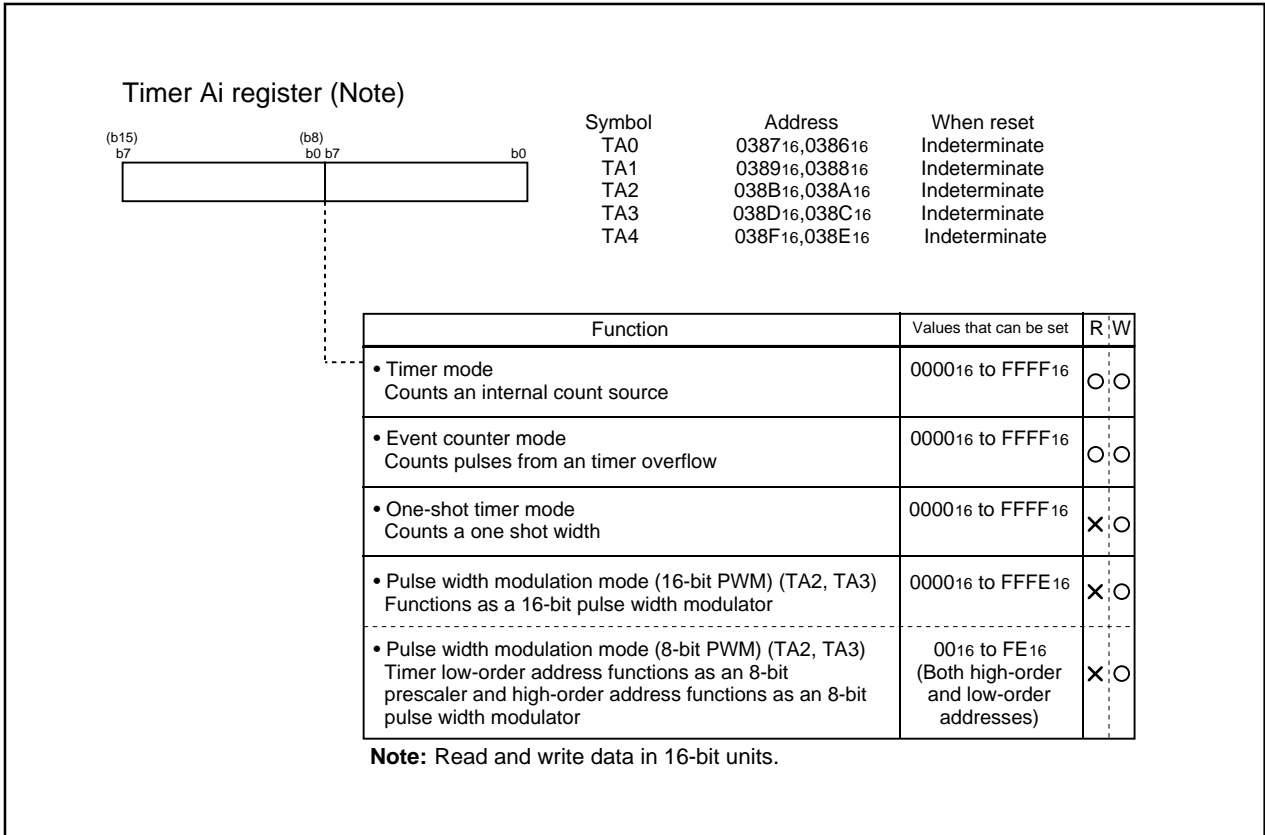 Timer Ai register (Note)
(b15) (b8)
b7 b0 b7 b0
Symbol Address When reset
TA0 038716,038616 Indeterminate
TA1 038916,038816 Indeterminate
TA2 038B16,038A16 Indeterminate
TA3 038D16,038C16 Indeterminate
TA4 038F16,038E16 Indeterminate
Function Values that can be set R W
• Timer mode 000016 to FFFF16
Counts an internal count source
• Event counter mode 000016 to FFFF16
Counts pulses from an timer overflow
• One-shot timer mode 000016 to FFFF16
Counts a one shot width
• Pulse width modulation mode (16-bit PWM) (TA2, TA3) 000016 to FFFE16
Functions as a 16-bit pulse width modulator
• Pulse width modulation mode (8-bit PWM) (TA2, TA3) 0016 to FE16
Timer low-order address functions as an 8-bit (Both high-order
prescaler and high-order address functions as an 8-bit and low-order
pulse width modulator addresses)
Note: Read and write data in 16-bit units.